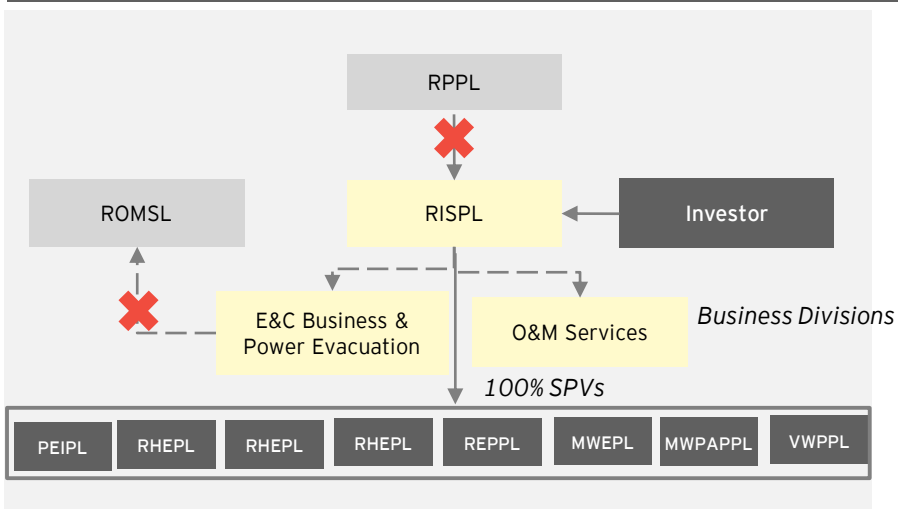 RPPL
ROMSL
RISPL
Investor
E&C Business &
Power Evacuation
O&M Services
Business Divisions
100% SPVs
PEIPL
RHEPL
RHEPL
RHEPL
REPPL
MWEPL
MWPAPPL
VWPPL